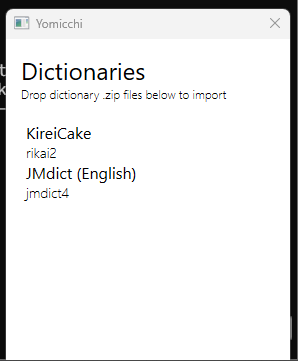 Yomicchi
Dictionaries
Drop dictionary .zip files below to import
KireiCake
rikai2
JMdict (English)
jmdict4